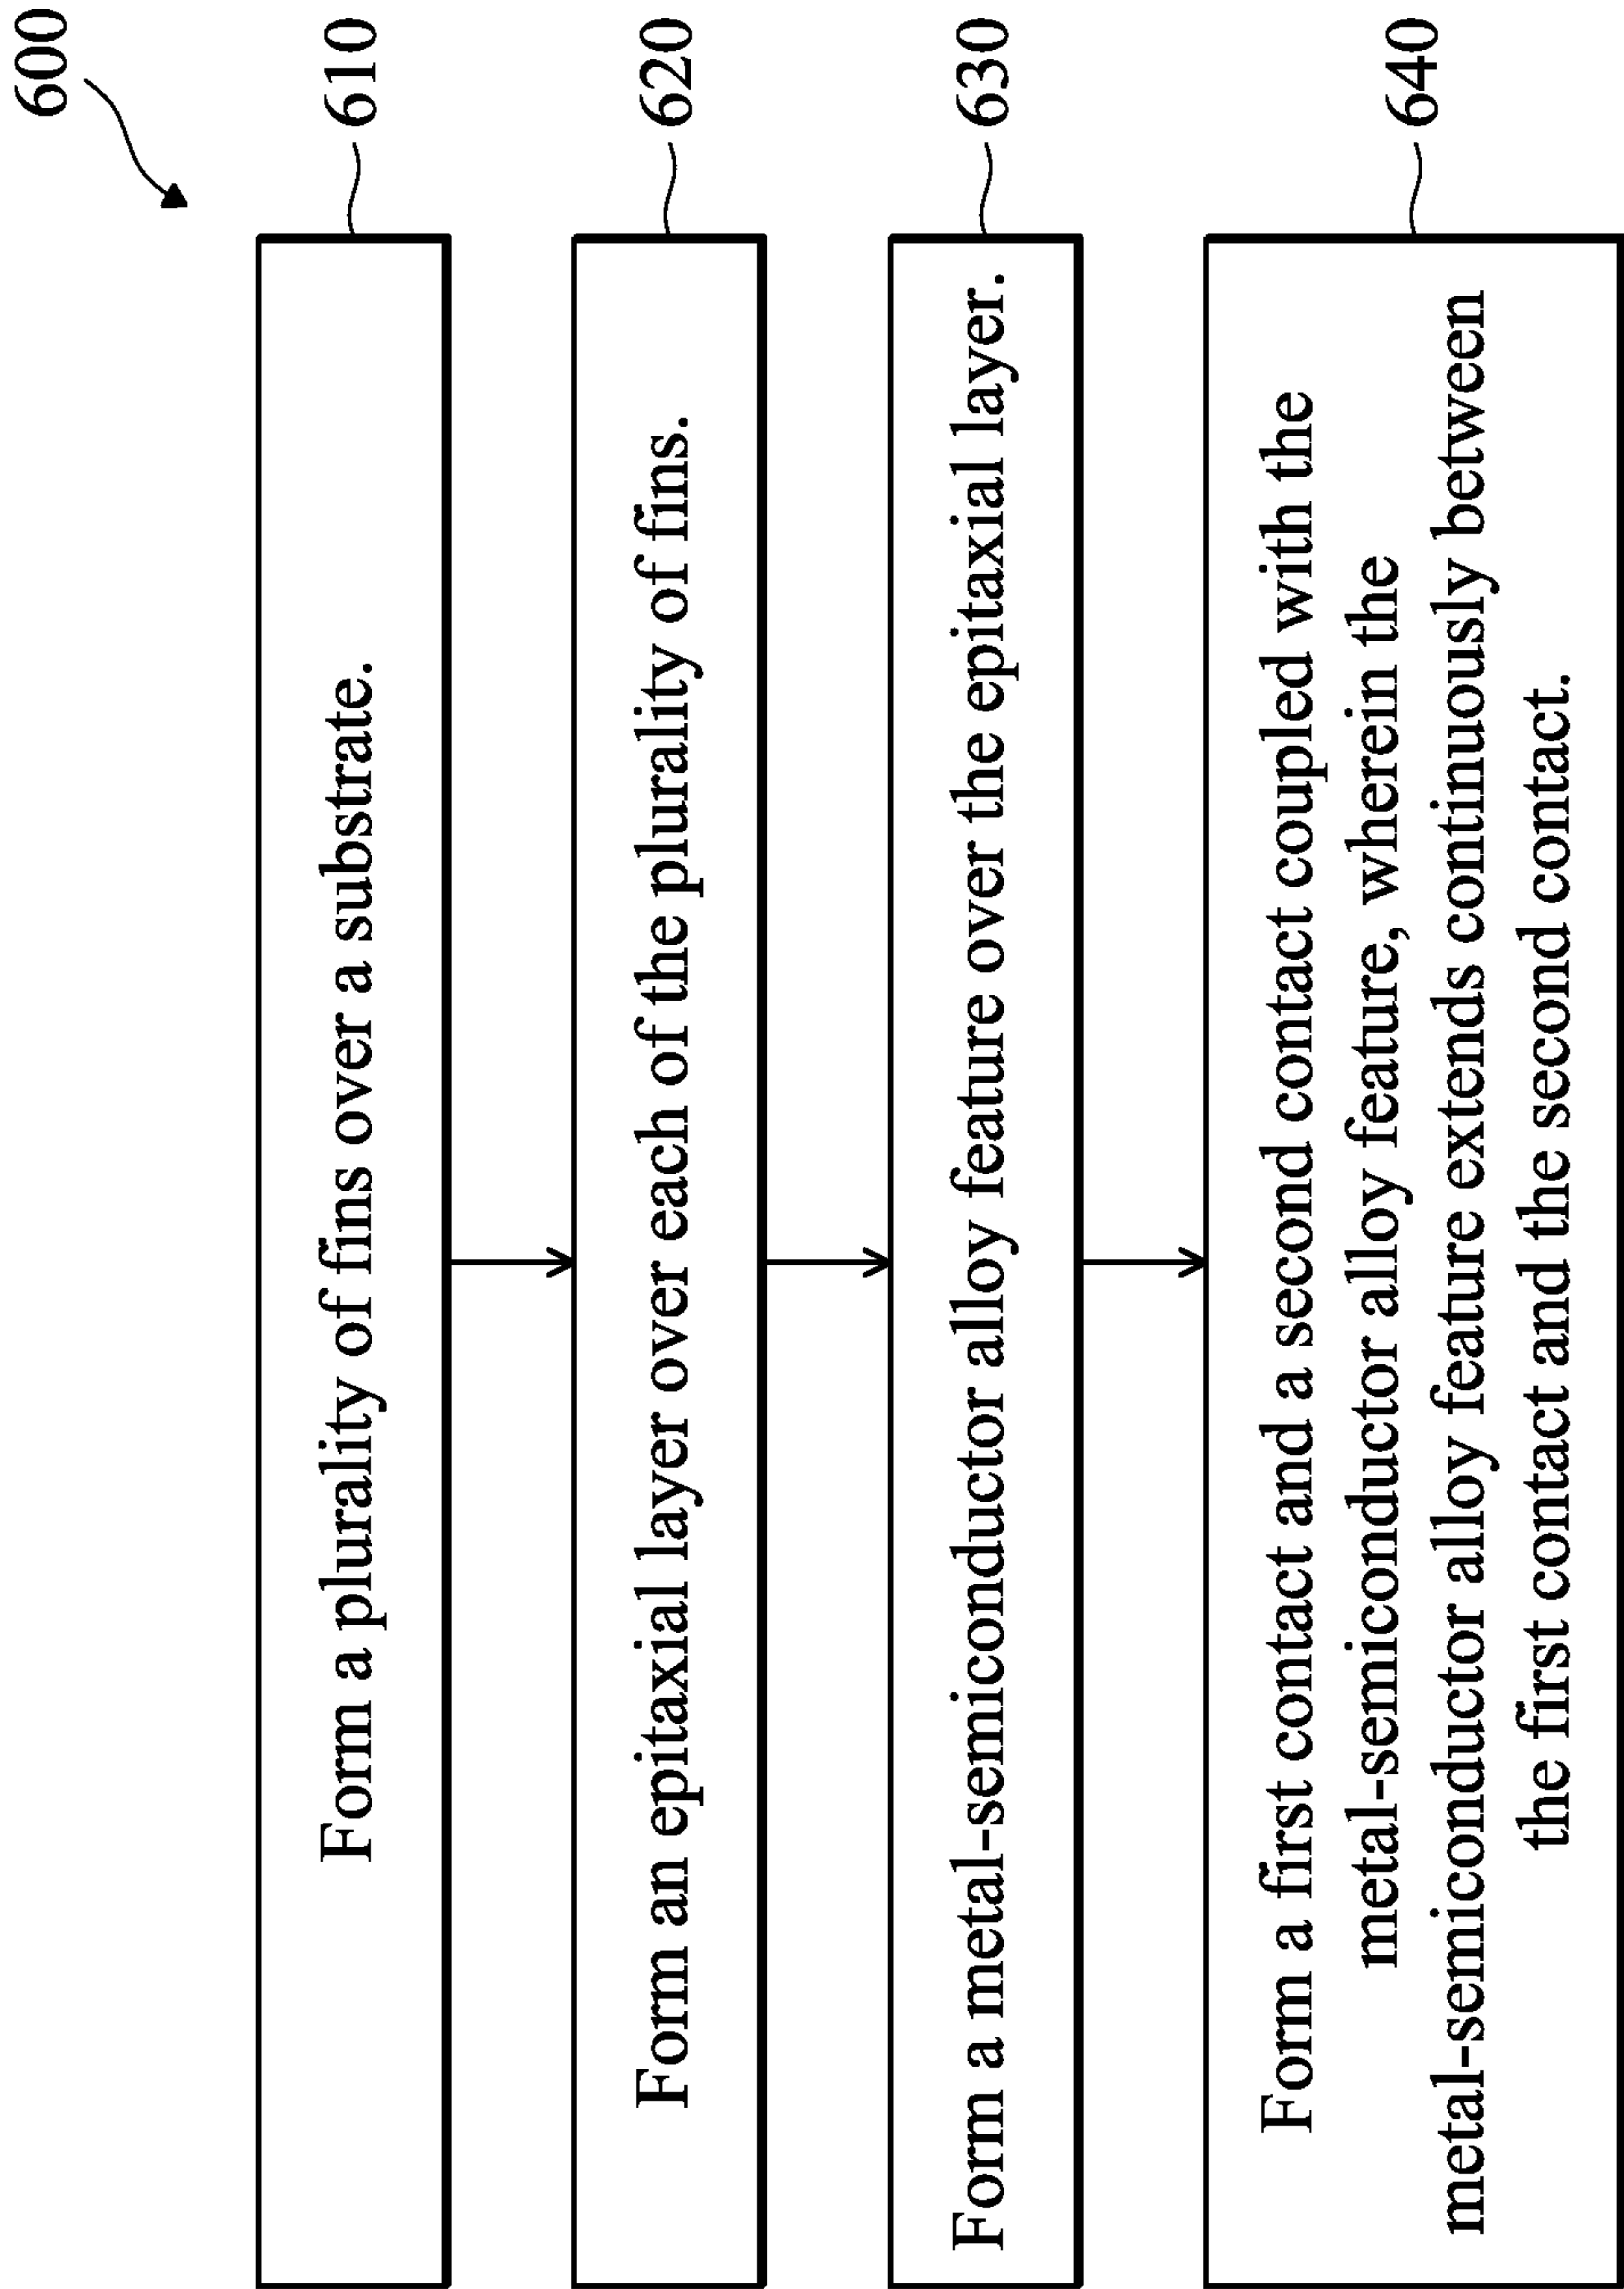 600
Form a plurality of fins over a substrate.
610
Form an epitaxial layer over each of the plurality of fins.
620
Form a metal-semiconductor alloy feature over the epitaxial layer.
630
Form a first contact and a second contact coupled with the
metal-semiconductor alloy feature, wherein the
metal-semiconductor alloy feature extends continuously between
the first contact and the second contact.
640